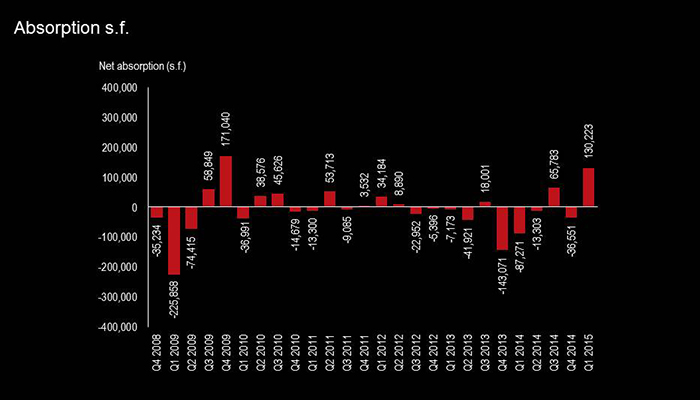 Absorption s.f.
Net absorption (s.f.)
400,000
300,000
200,000
100,000
0
-100,000
-200,000
-300,000
-400,000
-35,234
-225,858
-74,415
58,849
171,040
-36,991
38,576
45,626
-14,679
-13,300
53,713
-9,085
3,532
34,184
8,890
-22,952
-5,396
-7,173
-41,921
18,001
-143,071
-87,271
-13,303
65,783
-36,551
130,223
Q4 2008
Q1 2009
Q2 2009
Q3 2009
Q4 2009
Q1 2010
Q2 2010
Q3 2010
Q4 2010
Q1 2011
Q2 2011
Q3 2011
Q4 2011
Q1 2012
Q2 2012
Q3 2012
Q4 2012
Q1 2013
Q2 2013
Q3 2013
Q4 2013
Q1 2014
Q2 2014
Q3 2014
Q4 2014
Q1 2015